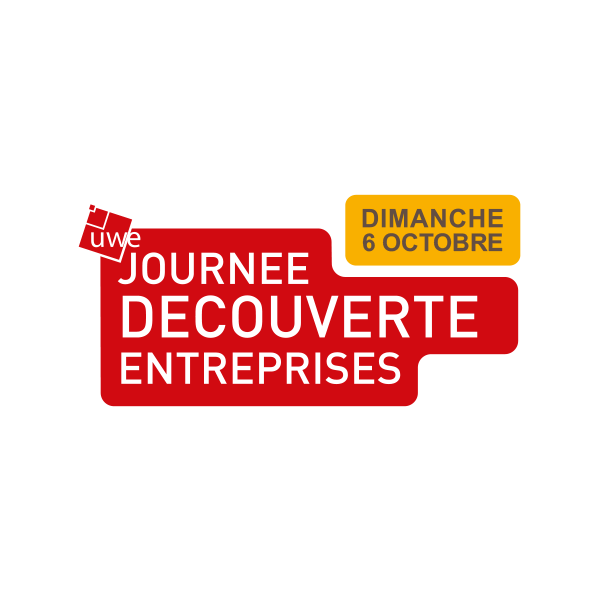 DIMANCHE
6 OCTOBRE
uwe
JOURNEE
DECOUVERTE
ENTREPRISES